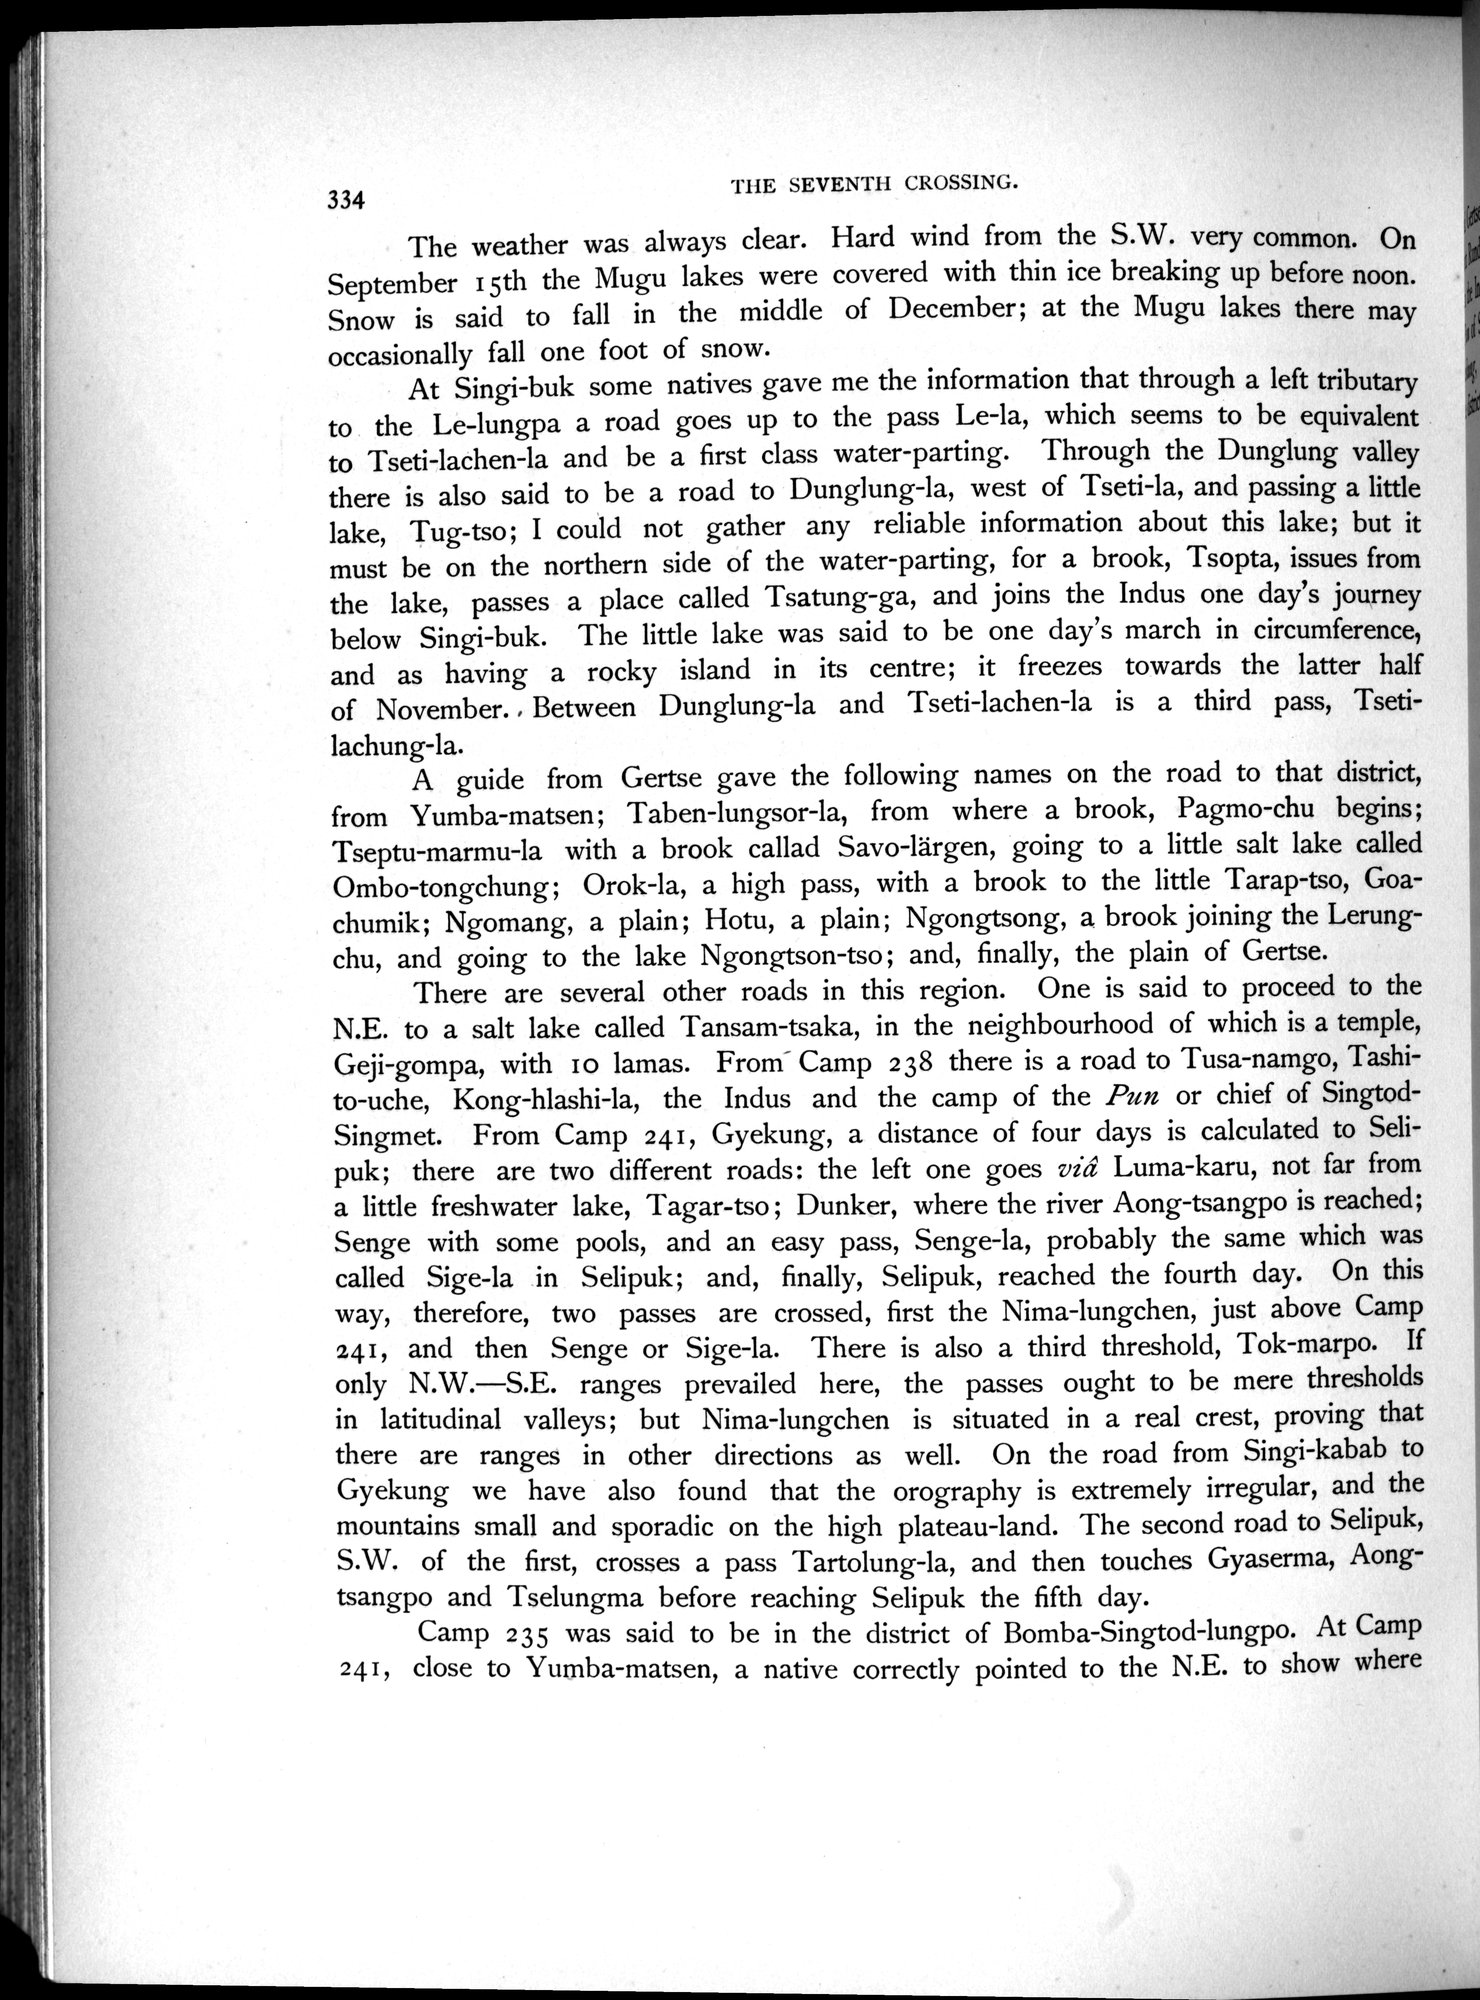 334
THE SEVENTH CROSSING.
The weather was always clear. Hard wind from the S.W. very common. On
September 15th the Mugu lakes were covered with thin ice breaking up before noon.
Snow is said to fall in the middle of December; at the Mugu lakes there may
occasionally fall one foot of snow.
At Singi-buk some natives gave me the information that through a left tributary
to the Le-lungpa a road goes up to the pass Le-la, which seems to be equivalent
to Tseti-lachen-la and be a first class water-parting. Through the Dunglung valley
there is also said to be a road to Dunglung-la, west of Tseti-la, and passing a little
lake, Tug-tso; I could not gather any reliable information about this lake; but it
must be on the northern side of the water-parting, for a brook, Tsopta, issues from
the lake, passes a place called Tsatung-ga, and joins the Indus one day's journey
below Singi-buk. The little lake was said to be one day's march in circumference,
and as having a rocky island in its centre; it freezes towards the latter half
of November. Between Dunglung-la and Tseti-lachen-la is a third pass, Tseti-
lachung-la.
A guide from Gertse gave the following names on the road to that district,
from Yumba-matsen; Taben-lungsor-la, from where a brook, Pagmo-chu begins;
Tseptu-marmu-la with a brook callad Savo-lärgen, going to a little salt lake called
Ombo-tongchung; Orok-la, a high pass, with a brook to the little Tarap-tso, Goa-
chumik; Ngomang, a plain; Hotu, a plain; Ngongtsong, a brook joining the Lerung-
chu, and going to the lake Ngongtson-tso; and, finally, the plain of Gertse.
There are several other roads in this region. One is said to proceed to the
N.E. to a salt lake called Tansam-tsaka, in the neighbourhood of which is a temple,
Geji-gompa, with 10 lamas. From Camp 238 there is a road to Tusa-namgo, Tashi-
to-uche, Kong-hlashi-la, the Indus and the camp of the Pun or chief of Singtod-
Singmet. From Camp 241, Gyekung, a distance of four days is calculated to Seli-
puk; there are two different roads: the left one goes viâ Luma-karu, not far from
a little freshwater lake, Tagar-tso; Dunker, where the river Aong-tsangpo is reached;
Senge with some pools, and an easy pass, Senge-la, probably the same which was
called Sige-la in Selipuk; and, finally, Selipuk, reached the fourth day. On this
way, therefore, two passes are crossed, first the Nima-lungchen, just above Camp
241, and then Senge or Sige-la. There is also a third threshold, Tok-marpo. If
only N.W.—S.E. ranges prevailed here, the passes ought to be mere thresholds
in latitudinal valleys; but Nima-lungchen is situated in a real crest, proving that
there are ranges in other directions as well. On the road from Singi-kabab to
Gyekung we have also found that the orography is extremely irregular, and the
mountains small and sporadic on the high plateau-land. The second road to Selipuk,
S.W. of the first, crosses a pass Tartolung-la, and then touches Gyaserma, Aong-
tsangpo and Tselungma before reaching Selipuk the fifth day.
Camp 235 was said to be in the district of Bomba-Singtod-lungpo. At Camp
241, close to Yumba-matsen, a native correctly pointed to the N.E. to show where